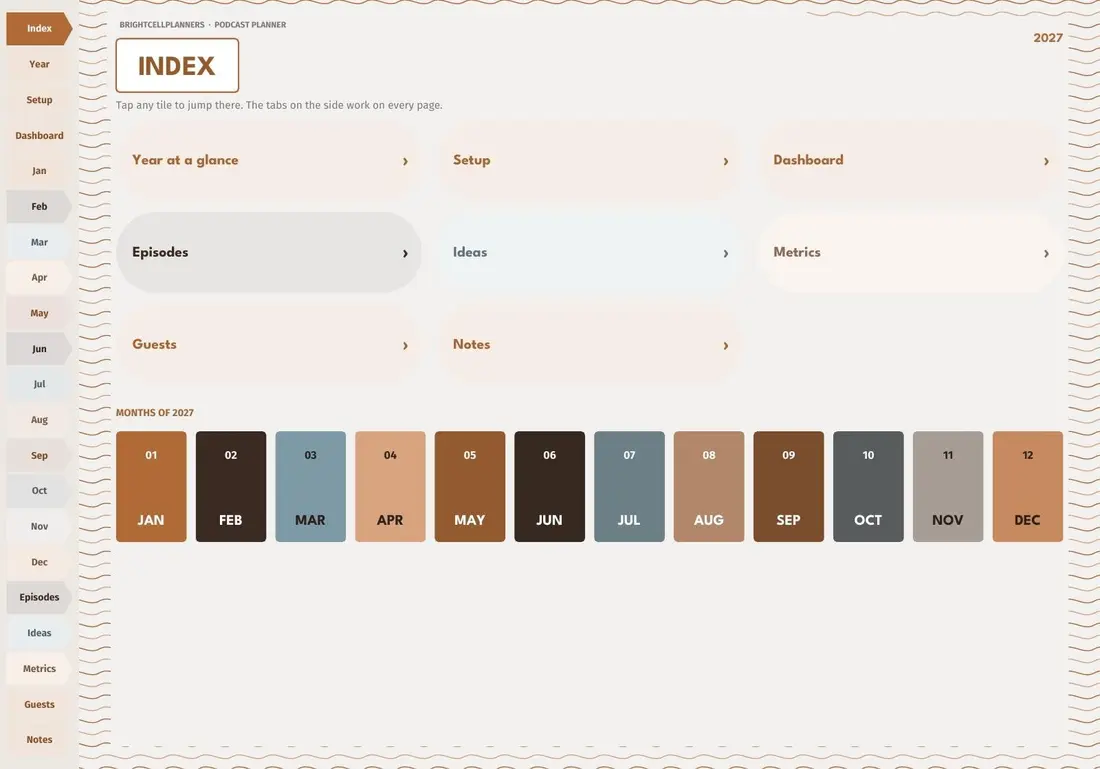 Index
Year
Setup
Dashboard
Jan
Feb
Mar
Apr
May
Jun
Jul
Aug
Sep
Oct
Nov
Dec
Episodes
Ideas
Metrics
Guests
Notes
BRIGHTCELLPLANNERS · PODCAST PLANNER
2027
INDEX
Tap any tile to jump there. The tabs on the side work on every page.
Year at a glance ›
Setup ›
Dashboard ›
Episodes ›
Ideas ›
Metrics ›
Guests ›
Notes ›
MONTHS OF 2027
01 02 03 04 05 06 07 08 09 10 11 12
JAN FEB MAR APR MAY JUN JUL AUG SEP OCT NOV DEC